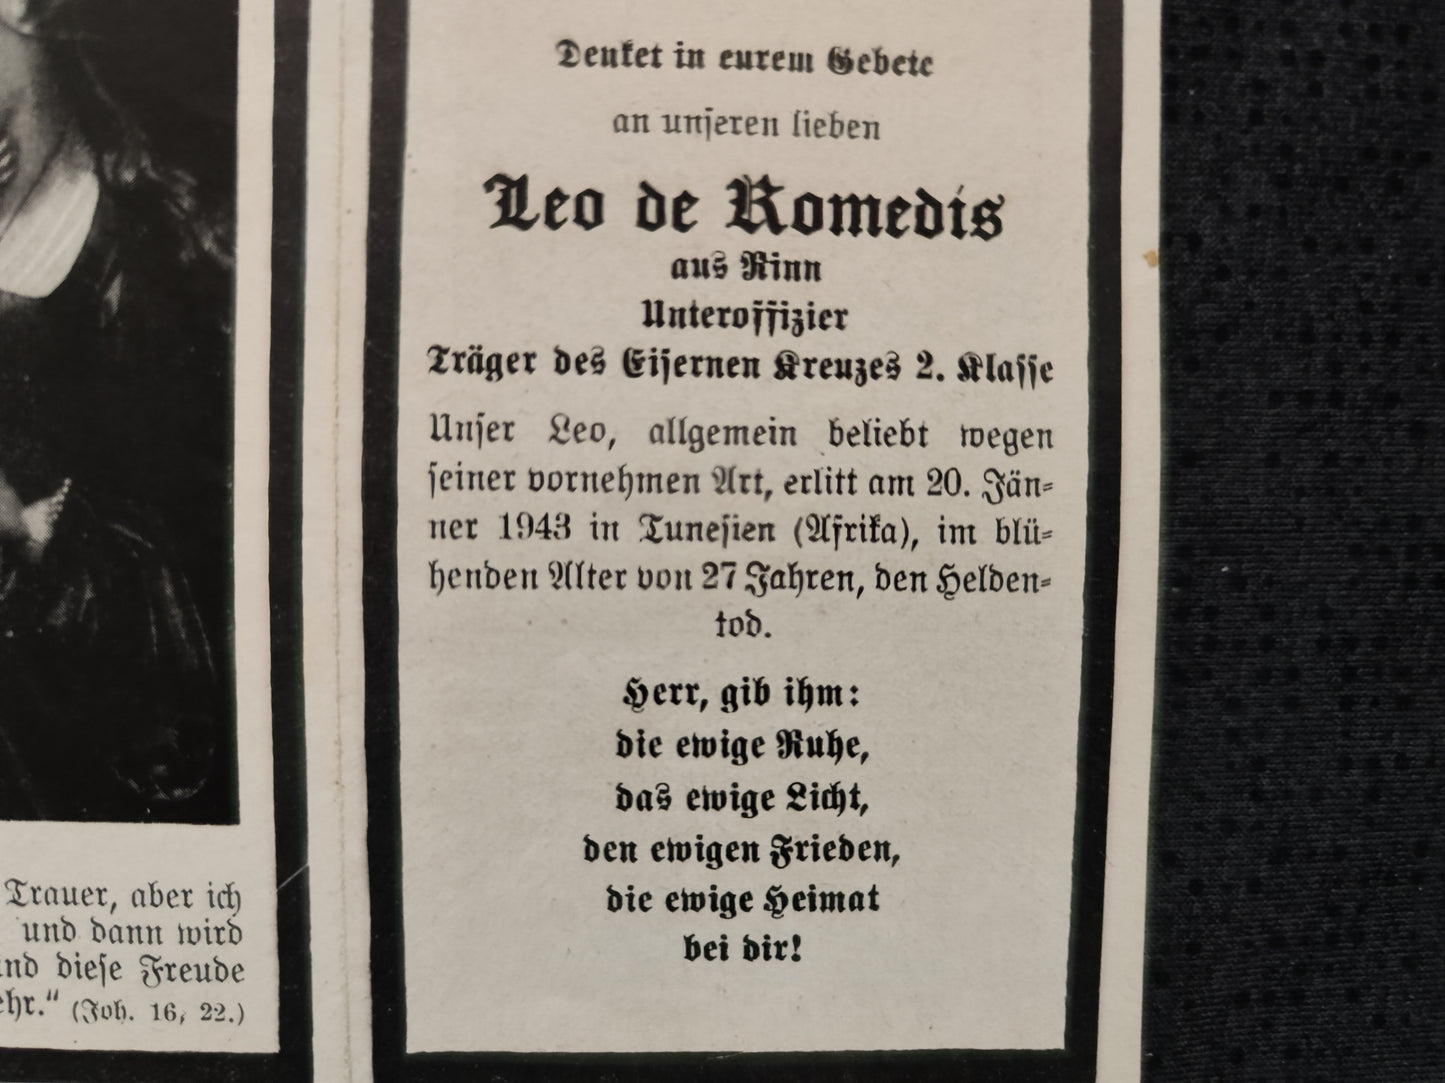 Trauer, aber ich
und dann wird
und diese Freude
ehr.“ (Joh. 16, 22.)
Denket in eurem Gebete
an unseren lieben
Leo de Romedis
aus Rinn
Unteroffizier
Träger des Eisernen Kreuzes 2. Klasse
Unser Leo, allgemein beliebt wegen
seiner vornehmen Art, erlitt am 20. Jän-
ner 1943 in Tunesien (Afrika), im blü-
henden Alter von 27 Jahren, den Helden-
tod.
Herr, gib ihm:
die ewige Ruhe,
das ewige Licht,
den ewigen Frieden,
die ewige Heimat
bei dir!